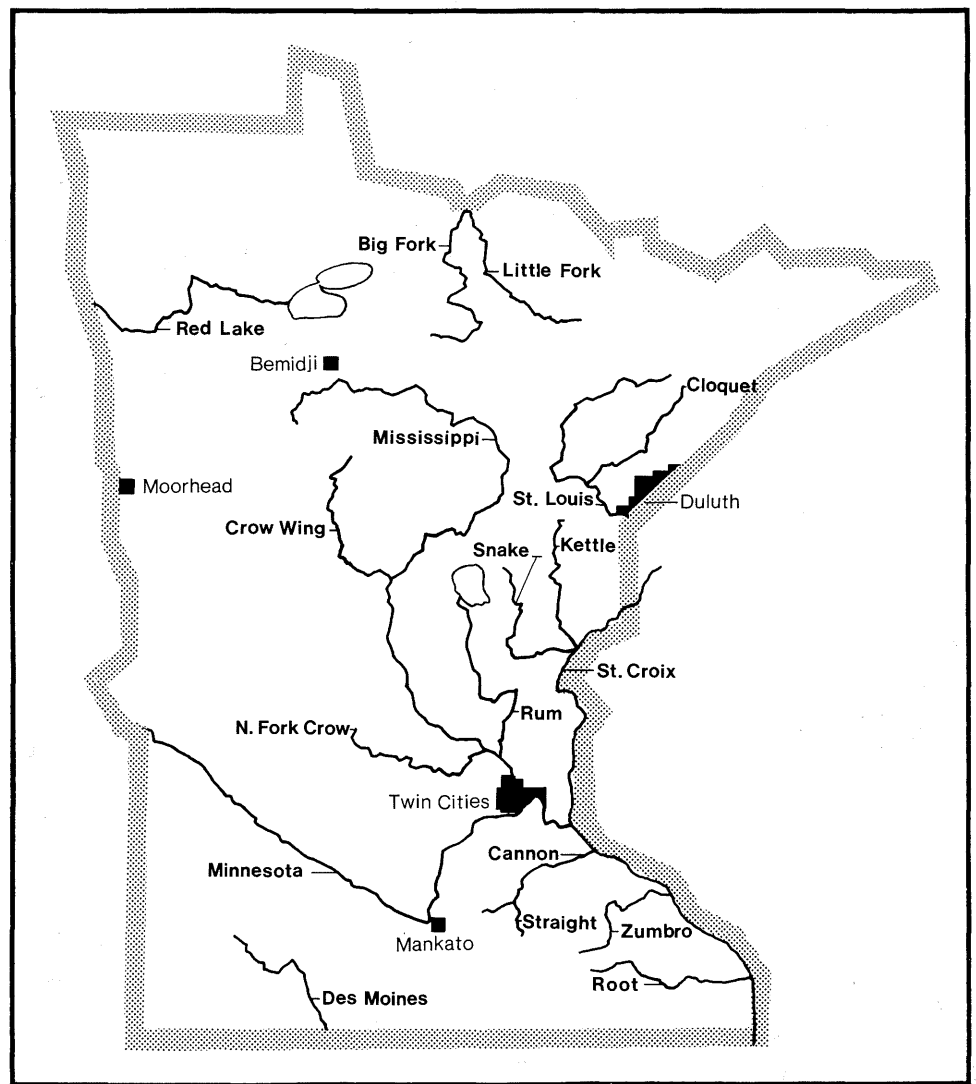 Big Fork
Little Fork
Red Lake
Bemidji
Cloquet
Mississippi
Moorhead
St. Louis
Duluth
Crow Wing
Snake
Kettle
St. Croix
Rum
N. Fork Crow
Twin Cities
Cannon
Minnesota
Straight
Zumbro
Mankato
Root
Des Moines